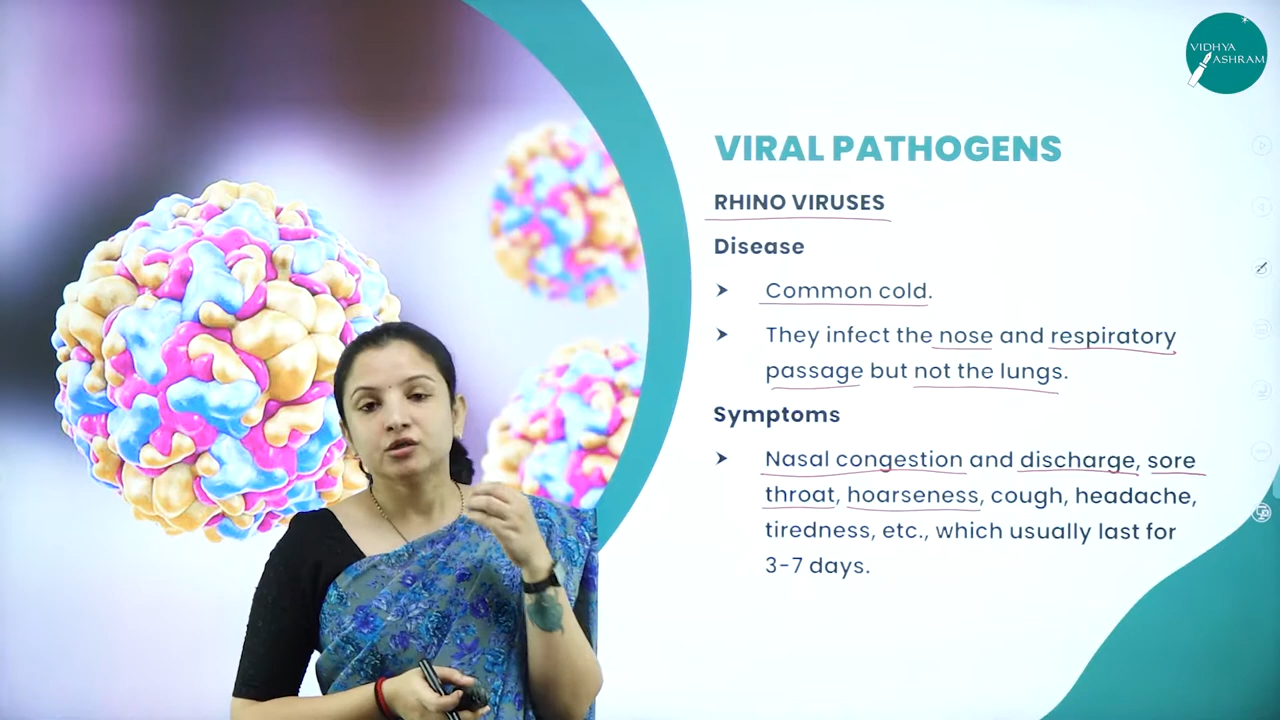 VIDHYA
ASHRAM
VIRAL PATHOGENS
RHINO VIRUSES
Disease
➤ Common cold.
➤ They infect the nose and respiratory
passage but not the lungs.
Symptoms
➤ Nasal congestion and discharge, sore
throat, hoarseness, cough, headache,
tiredness, etc., which usually last for
3-7 days.